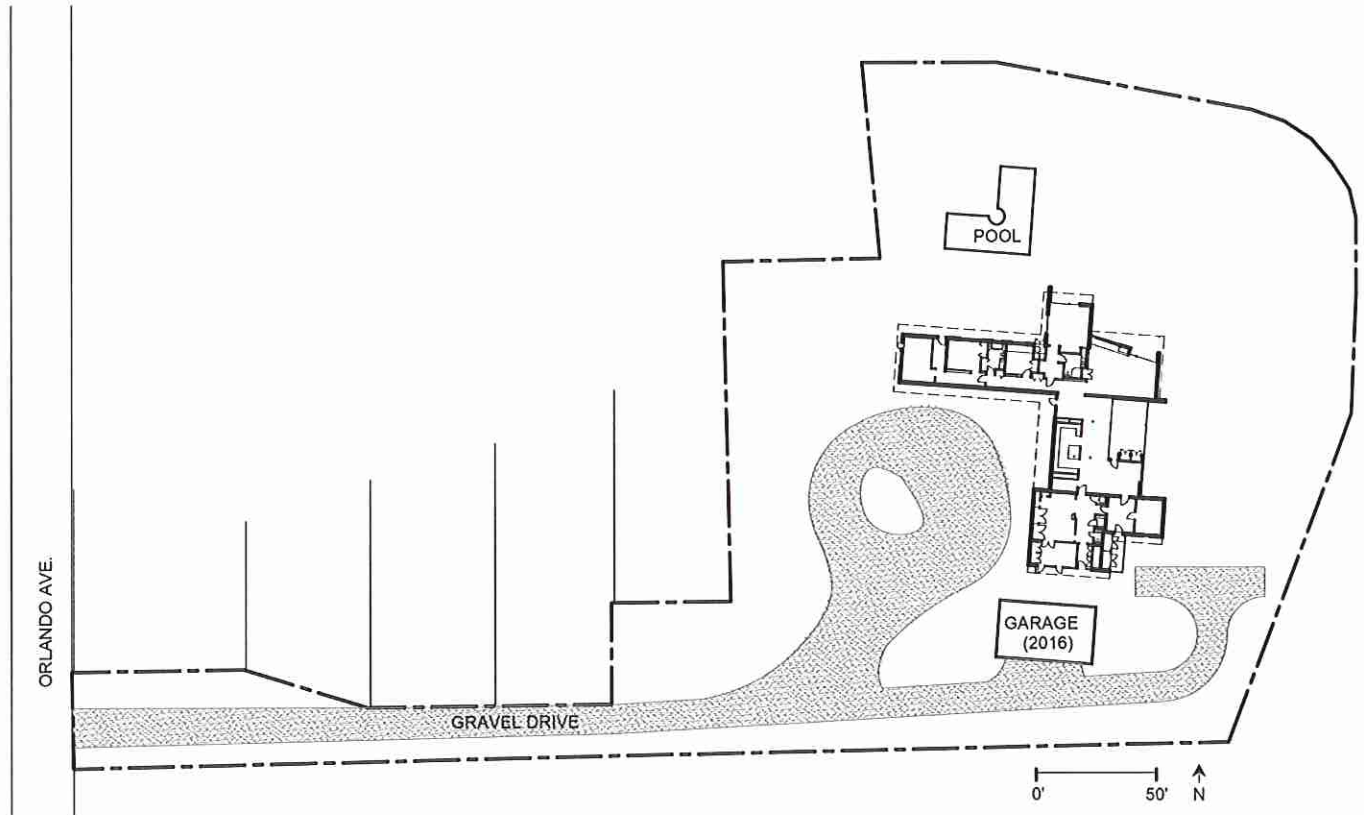 POOL
ORLANDO AVE.
GARAGE
(2016)
GRAVEL DRIVE
0' 50' N